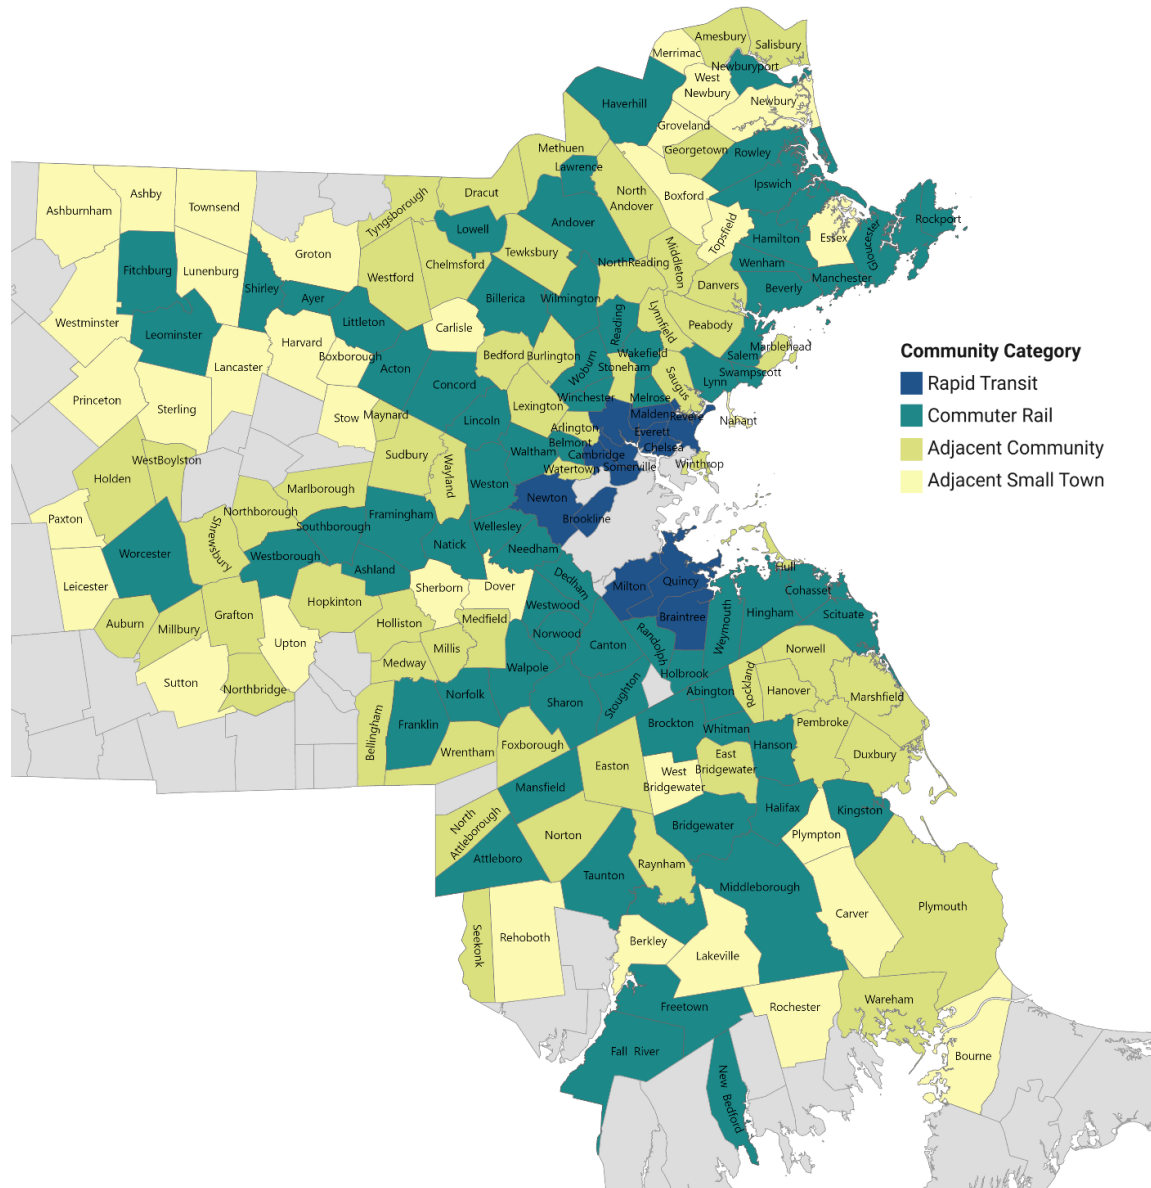 Amesbury
Salisbury
Merrimac
Newburyport
West
Newbury
Newbury
Haverhill
Groveland
Georgetown
Rowley
Methuen
Lawrence
Ipswich
Boxford
North
Andover
Andover
Ashby
Townsend
Ashburnham
Tyngsborough
Dracut
Lowell
Tewksbury
Topsfield
Hamilton
Essex
Gloucester
Rockport
Groton
Westford
Chelmsford
NorthReading
Middleton
Wenham
Manchester
Fitchburg
Lunenburg
Shirley
Ayer
Littleton
Billerica
Wilmington
Danvers
Beverly
Westminster
Leominster
Harvard
Boxborough
Carlisle
Reading
Lynnfield
Peabody
Lancaster
Acton
Concord
Bedford
Burlington
Woburn
Wakefield
Stoneham
Saugus
Salem
Marblehead
Swampscott
Lynn
Princeton
Sterling
Stow
Maynard
Lincoln
Lexington
Winchester
Melrose
Malden
Revere
Nahant
Arlington
Everett
Belmont
Chelsea
Cambridge
Somerville
Winthrop
Watertown
Waltham
Holden
WestBoylston
Sudbury
Wayland
Weston
Marlborough
Northborough
Southborough
Framingham
Newton
Brookline
Wellesley
Paxton
Worcester
Shrewsbury
Westborough
Ashland
Natick
Needham
Dedham
Leicester
Hopkinton
Sherborn
Dover
Westwood
Milton
Quincy
Braintree
Hull
Cohasset
Hingham
Scituate
Weymouth
Auburn
Millbury
Grafton
Upton
Holliston
Medfield
Norwood
Canton
Randolph
Holbrook
Norwell
Sutton
Northbridge
Medway
Millis
Walpole
Norfolk
Sharon
Stoughton
Abington
Rockland
Hanover
Marshfield
Bellingham
Franklin
Wrentham
Foxborough
Brockton
Whitman
Hanson
Pembroke
Duxbury
Easton
West
Bridgewater
East
Bridgewater
Mansfield
North
Attleborough
Norton
Bridgewater
Halifax
Kingston
Plympton
Attleboro
Taunton
Raynham
Middleborough
Carver
Plymouth
Seekonk
Rehoboth
Berkley
Lakeville
Freetown
Rochester
Wareham
Fall River
New Bedford
Bourne
Community Category
Rapid Transit
Commuter Rail
Adjacent Community
Adjacent Small Town